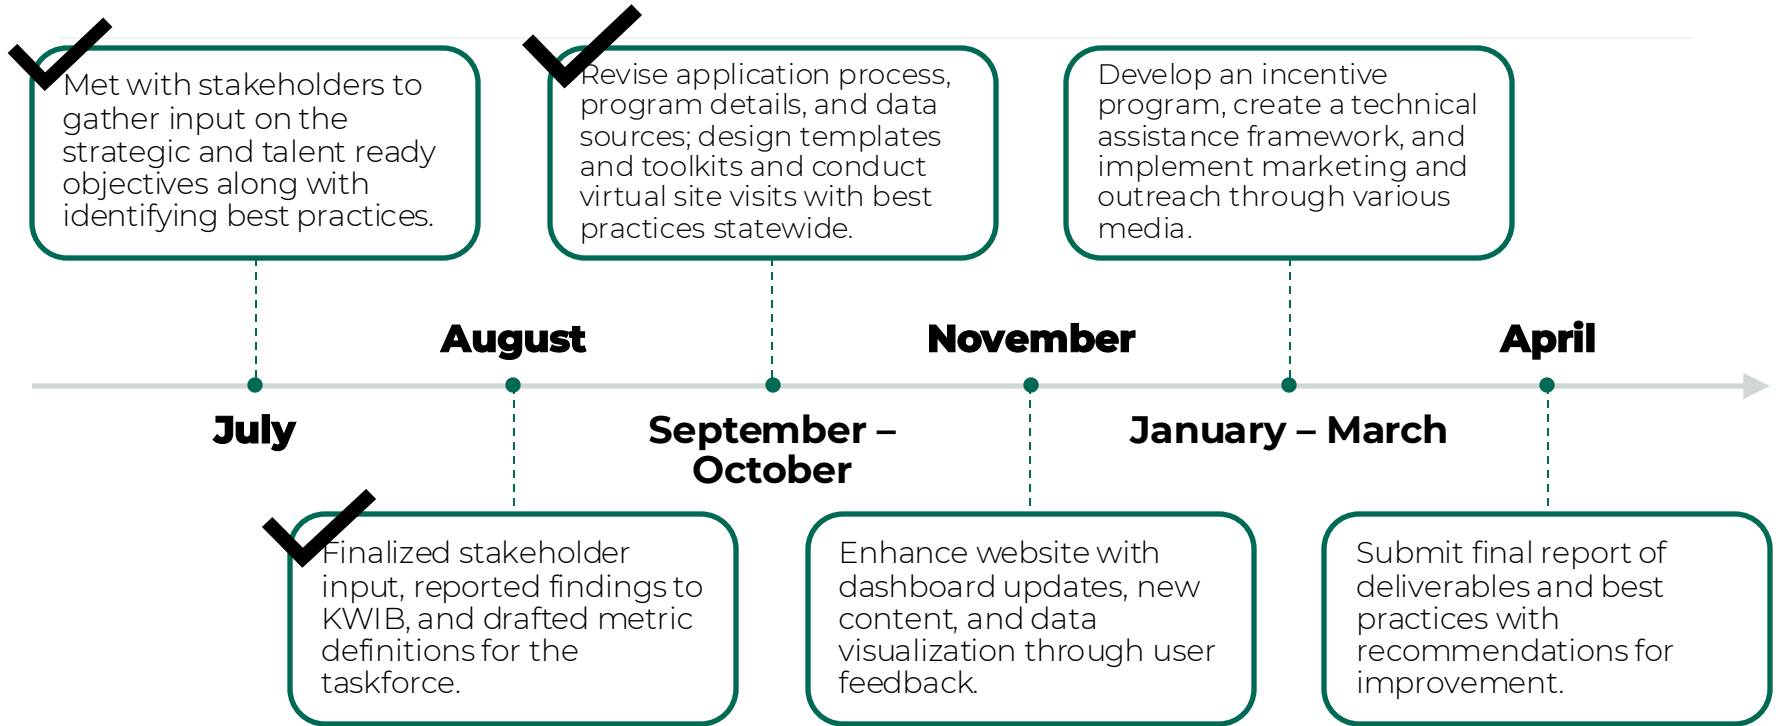 Met with stakeholders to
gather input on the
strategic and talent ready
objectives along with
identifying best practices.
Revise application process,
program details, and data
sources; design templates
and toolkits and conduct
virtual site visits with best
practices statewide.
Develop an incentive
program, create a technical
assistance framework, and
implement marketing and
outreach through various
media.
August
November
April
July
September –
October
January – March
Finalized stakeholder
input, reported findings to
KWIB, and drafted metric
definitions for the
taskforce.
Enhance website with
dashboard updates, new
content, and data
visualization through user
feedback.
Submit final report of
deliverables and best
practices with
recommendations for
improvement.